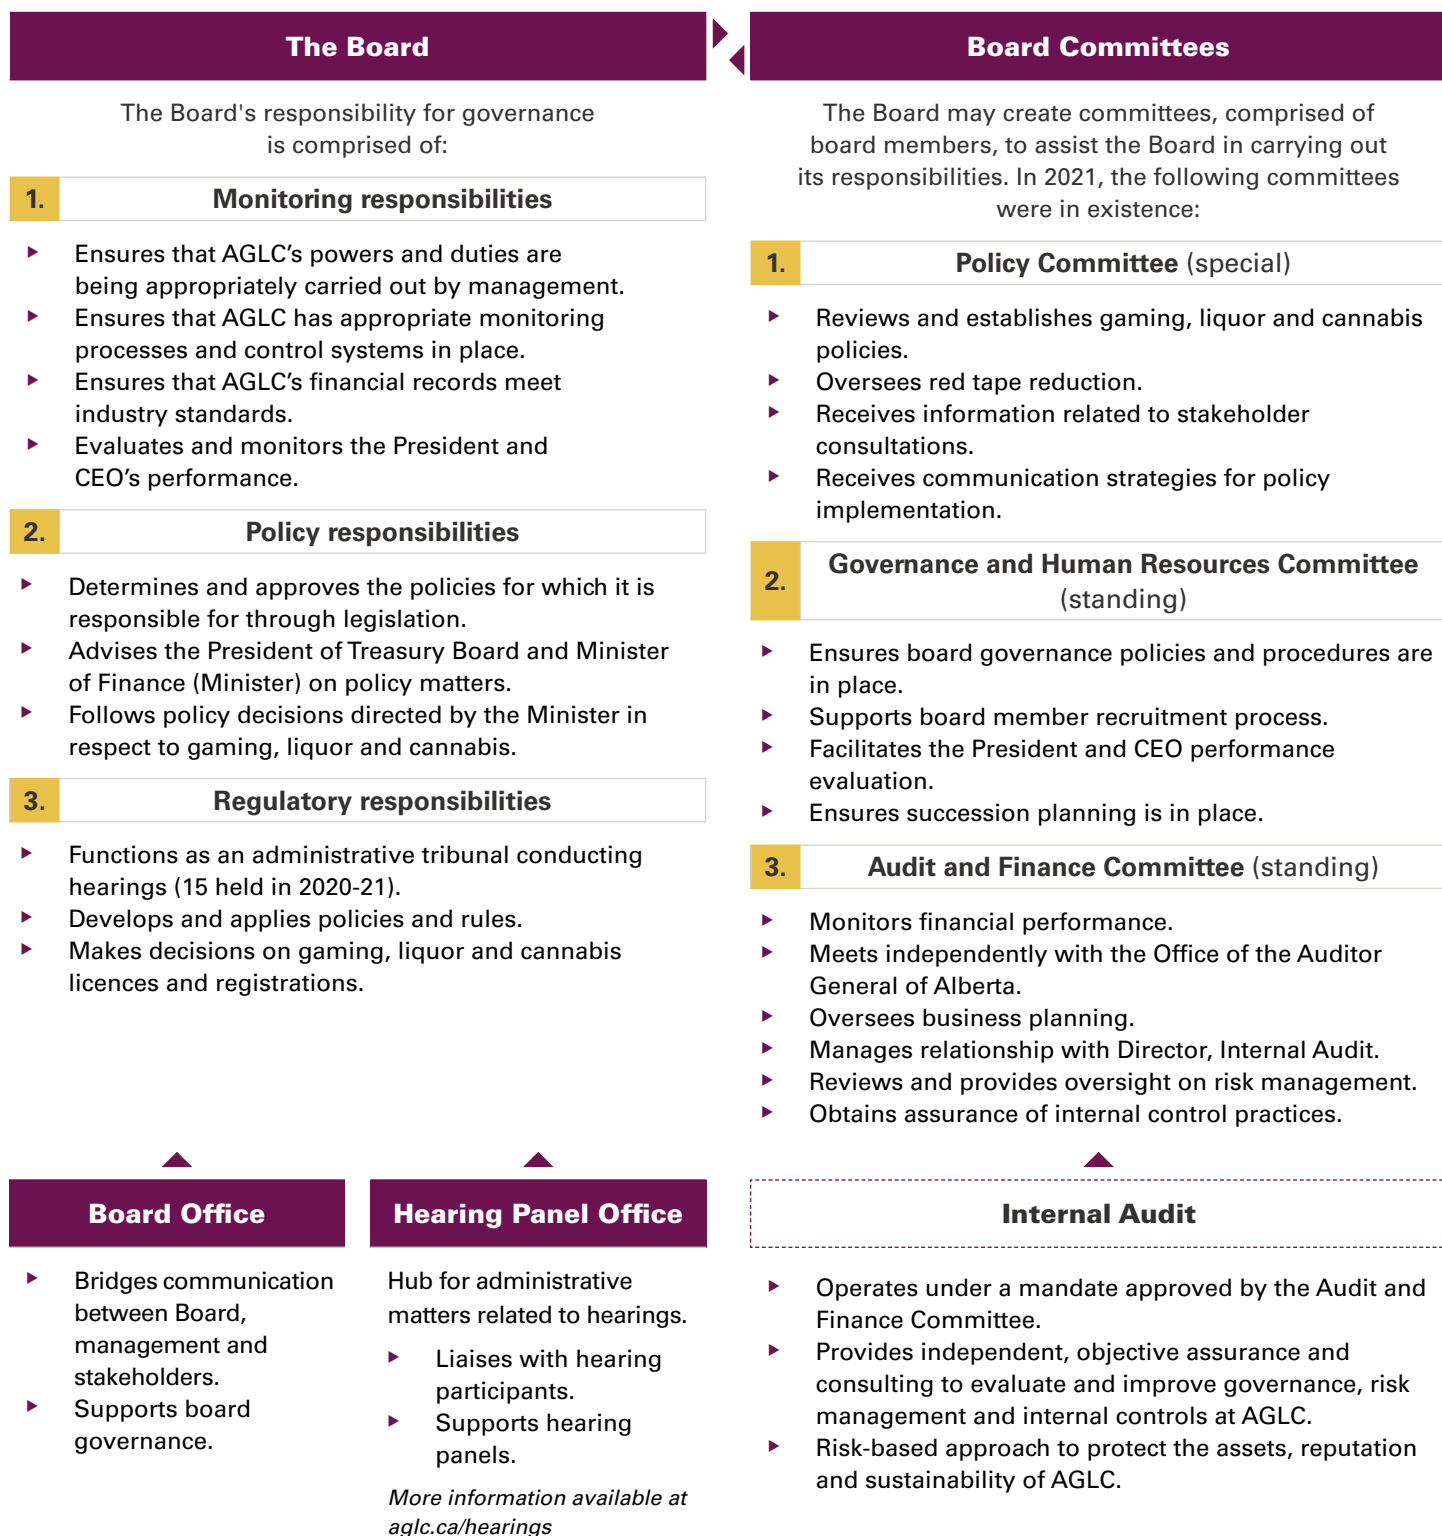 The Board
The Board's responsibility for governance
is comprised of:
1. Monitoring responsibilities
Ensures that AGLC’s powers and duties are
being appropriately carried out by management.
Ensures that AGLC has appropriate monitoring
processes and control systems in place.
Ensures that AGLC’s financial records meet
industry standards.
Evaluates and monitors the President and
CEO’s performance.
2. Policy responsibilities
Determines and approves the policies for which it is
responsible for through legislation.
Advises the President of Treasury Board and Minister
of Finance (Minister) on policy matters.
Follows policy decisions directed by the Minister in
respect to gaming, liquor and cannabis.
3. Regulatory responsibilities
Functions as an administrative tribunal conducting
hearings (15 held in 2020-21).
Develops and applies policies and rules.
Makes decisions on gaming, liquor and cannabis
licences and registrations.
Board Committees
The Board may create committees, comprised of
board members, to assist the Board in carrying out
its responsibilities. In 2021, the following committees
were in existence:
1. Policy Committee (special)
Reviews and establishes gaming, liquor and cannabis
policies.
Oversees red tape reduction.
Receives information related to stakeholder
consultations.
Receives communication strategies for policy
implementation.
2. Governance and Human Resources Committee
(standing)
Ensures board governance policies and procedures are
in place.
Supports board member recruitment process.
Facilitates the President and CEO performance
evaluation.
Ensures succession planning is in place.
3. Audit and Finance Committee (standing)
Monitors financial performance.
Meets independently with the Office of the Auditor
General of Alberta.
Oversees business planning.
Manages relationship with Director, Internal Audit.
Reviews and provides oversight on risk management.
Obtains assurance of internal control practices.
Board Office
Bridges communication
between Board,
management and
stakeholders.
Supports board
governance.
Hearing Panel Office
Hub for administrative
matters related to hearings.
Liaises with hearing
participants.
Supports hearing
panels.
More information available at
aglc.ca/hearings
Internal Audit
Operates under a mandate approved by the Audit and
Finance Committee.
Provides independent, objective assurance and
consulting to evaluate and improve governance, risk
management and internal controls at AGLC.
Risk-based approach to protect the assets, reputation
and sustainability of AGLC.